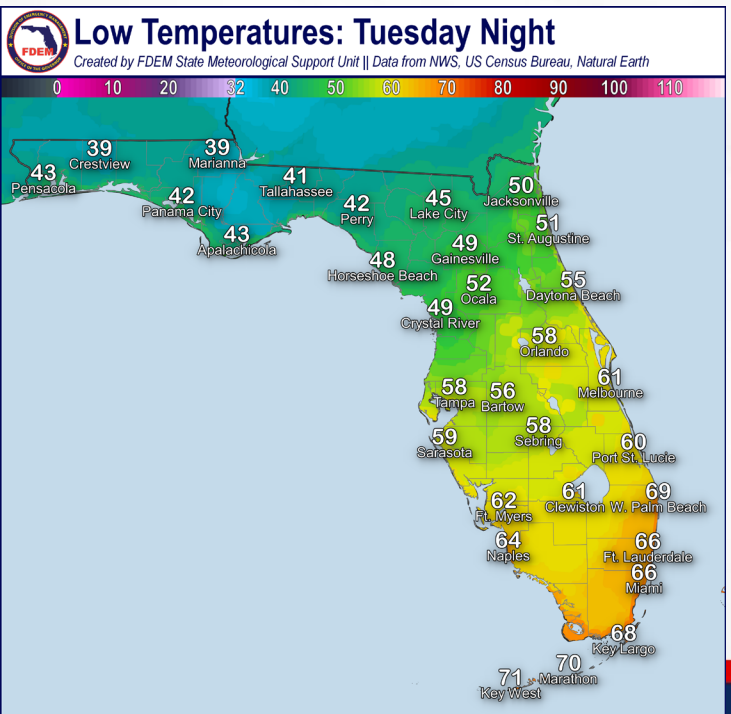 DIVISION OF EMERGENCY MANAGEMENT
FDEM
Low Temperatures: Tuesday Night
Created by FDEM State Meteorological Support Unit || Data from NWS, US Census Bureau, Natural Earth
0 10 20 32 40 50 60 70 80 90 100 110
39
Crestview
39
Marianna
43
Pensacola
41
Tallahassee
42
Panama City
42
Perry
45
Lake City
50
Jacksonville
43
Apalachicola
51
St. Augustine
49
Gainesville
48
Horseshoe Beach
52
Ocala
55
Daytona Beach
49
Crystal River
58
Orlando
61
Melbourne
58
Tampa
56
Bartow
59
Sarasota
58
Sebring
60
Port St. Lucie
62
Ft. Myers
61
Clewiston
69
W. Palm Beach
64
Naples
66
Ft. Lauderdale
66
Miami
68
Key Largo
70
Marathon
71
Key West